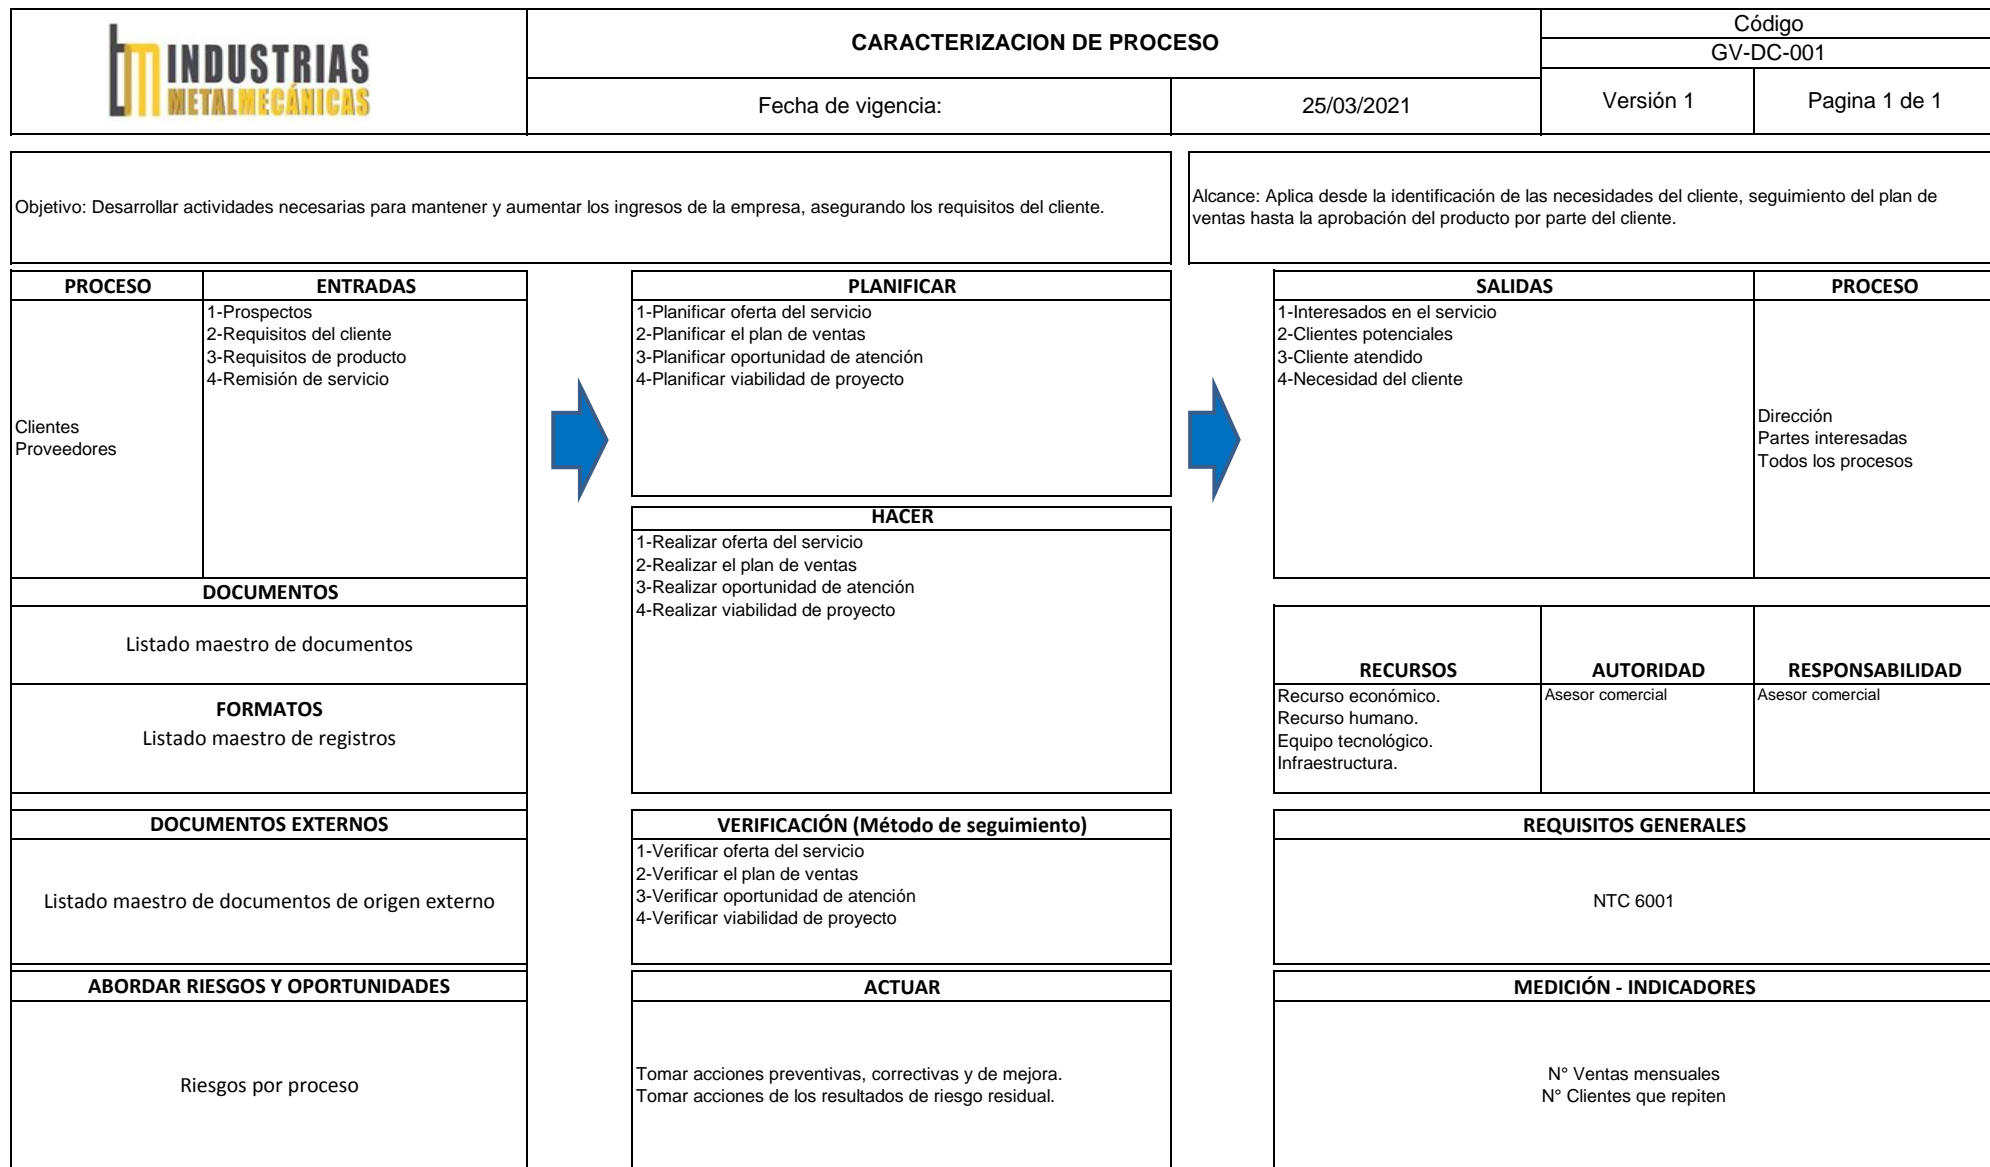 INDUSTRIAS
METALMECÁNICAS
CARACTERIZACION DE PROCESO
Código
GV-DC-001
Fecha de vigencia:
25/03/2021
Versión 1
Pagina 1 de 1
Objetivo: Desarrollar actividades necesarias para mantener y aumentar los ingresos de la empresa, asegurando los requisitos del cliente.
Alcance: Aplica desde la identificación de las necesidades del cliente, seguimiento del plan de
ventas hasta la aprobación del producto por parte del cliente.
PROCESO
ENTRADAS
Clientes
Proveedores
1-Prospectos
2-Requisitos del cliente
3-Requisitos de producto
4-Remisión de servicio
PLANIFICAR
1-Planificar oferta del servicio
2-Planificar el plan de ventas
3-Planificar oportunidad de atención
4-Planificar viabilidad de proyecto
SALIDAS
PROCESO
1-Interesados en el servicio
2-Clientes potenciales
3-Cliente atendido
4-Necesidad del cliente
Dirección
Partes interesadas
Todos los procesos
HACER
1-Realizar oferta del servicio
2-Realizar el plan de ventas
3-Realizar oportunidad de atención
4-Realizar viabilidad de proyecto
DOCUMENTOS
Listado maestro de documentos
FORMATOS
Listado maestro de registros
RECURSOS
AUTORIDAD
RESPONSABILIDAD
Recurso económico.
Recurso humano.
Equipo tecnológico.
Infraestructura.
Asesor comercial
Asesor comercial
DOCUMENTOS EXTERNOS
Listado maestro de documentos de origen externo
VERIFICACIÓN (Método de seguimiento)
1-Verificar oferta del servicio
2-Verificar el plan de ventas
3-Verificar oportunidad de atención
4-Verificar viabilidad de proyecto
REQUISITOS GENERALES
NTC 6001
ABORDAR RIESGOS Y OPORTUNIDADES
Riesgos por proceso
ACTUAR
Tomar acciones preventivas, correctivas y de mejora.
Tomar acciones de los resultados de riesgo residual.
MEDICIÓN - INDICADORES
N° Ventas mensuales
N° Clientes que repiten